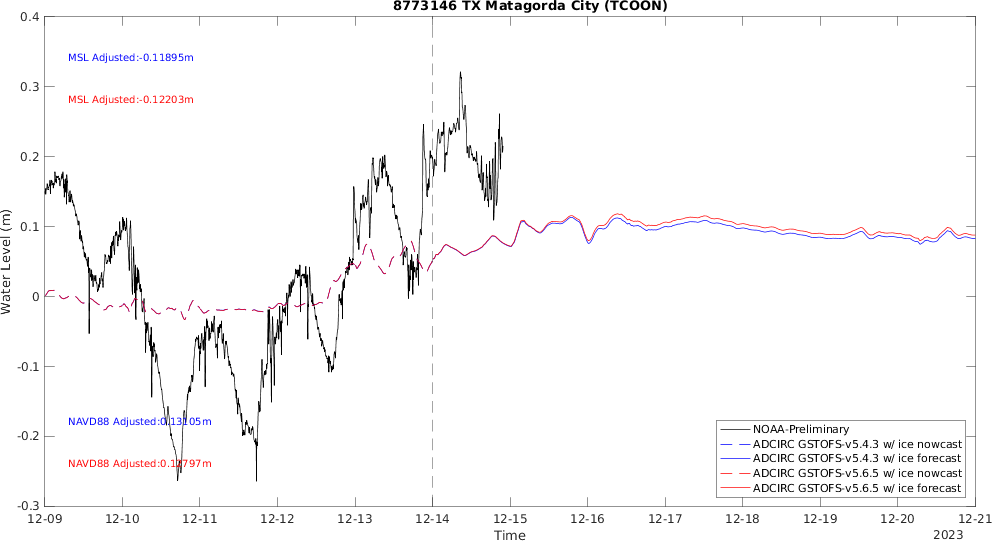 8773146 TX Matagorda City (TCOON)
0.4
0.3
0.2
0.1
0
-0.1
-0.2
-0.3
Water Level (m)
MSL Adjusted:-0.11895m
MSL Adjusted:-0.12203m
NAVD88 Adjusted:0.13105m
NAVD88 Adjusted:0.12797m
NOAA-Preliminary
ADCIRC GSTOFS-v5.4.3 w/ ice nowcast
ADCIRC GSTOFS-v5.4.3 w/ ice forecast
ADCIRC GSTOFS-v5.6.5 w/ ice nowcast
ADCIRC GSTOFS-v5.6.5 w/ ice forecast
12-09 12-10 12-11 12-12 12-13 12-14 12-15 12-16 12-17 12-18 12-19 12-20 12-21
Time
2023